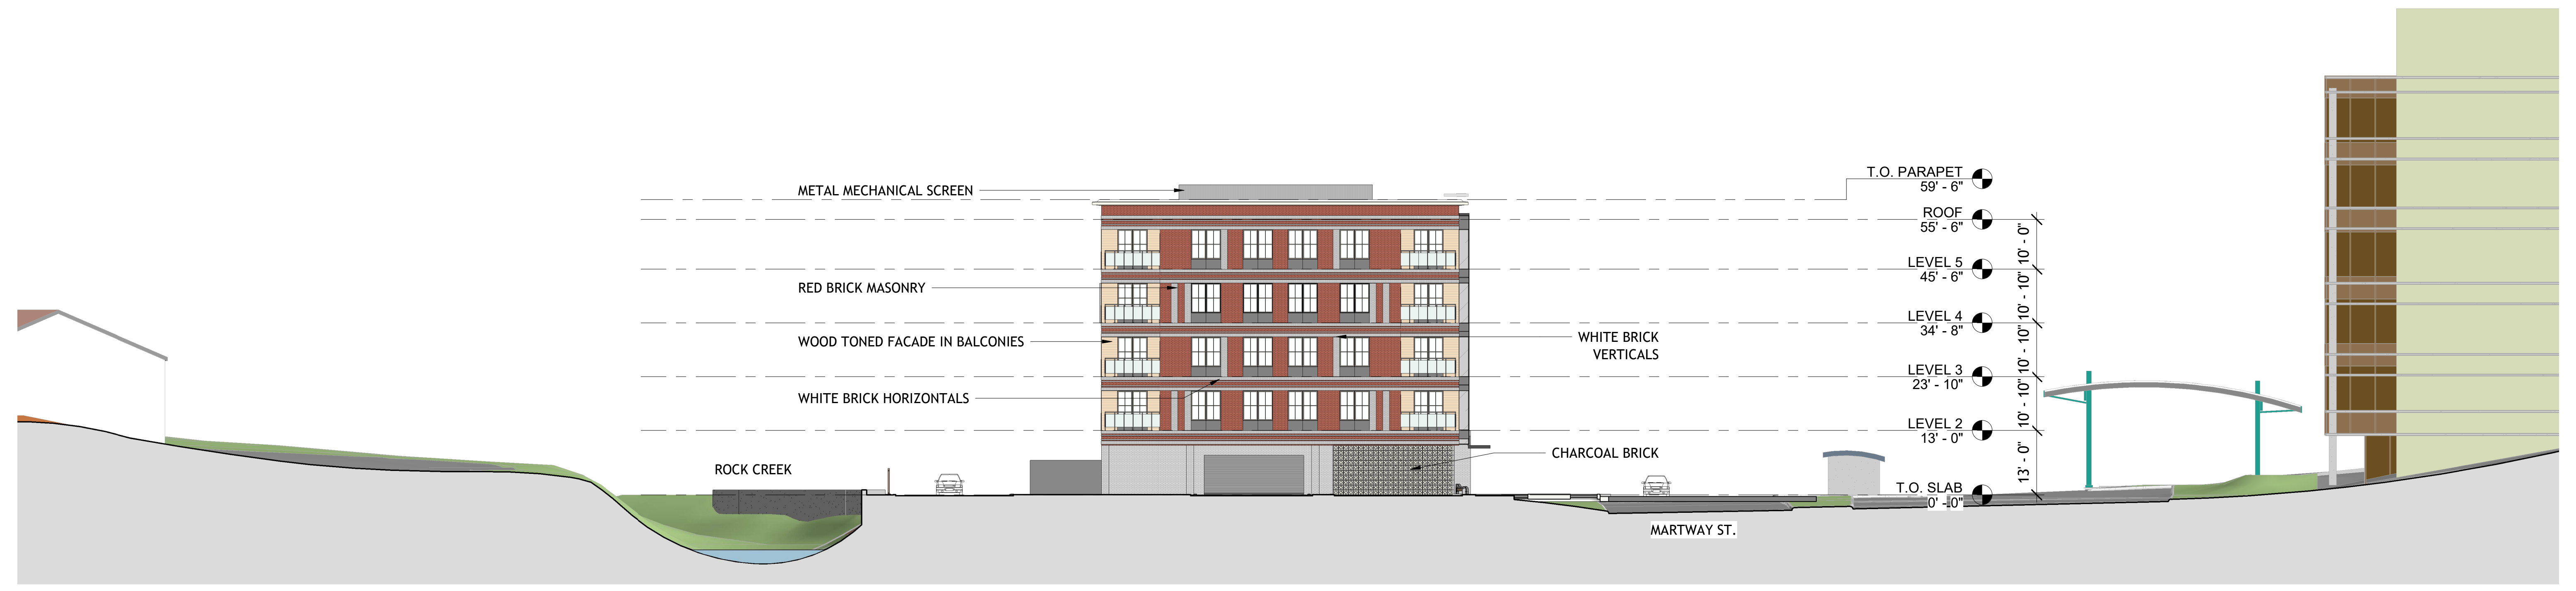 METAL MECHANICAL SCREEN
RED BRICK MASONRY
WOOD TONED FACADE IN BALCONIES
WHITE BRICK HORIZONTALS
ROCK CREEK
WHITE BRICK
VERTICALS
CHARCOAL BRICK
MARTWAY ST.
T.O. PARAPET
59' - 6"
ROOF
55' - 6"
LEVEL 5
45' - 6"
LEVEL 4
34' - 8"
LEVEL 3
23' - 10"
LEVEL 2
13' - 0"
T.O. SLAB
0' - 0"
10' - 0"
10' - 10"
10' - 10"
10' - 10"
13' - 0"